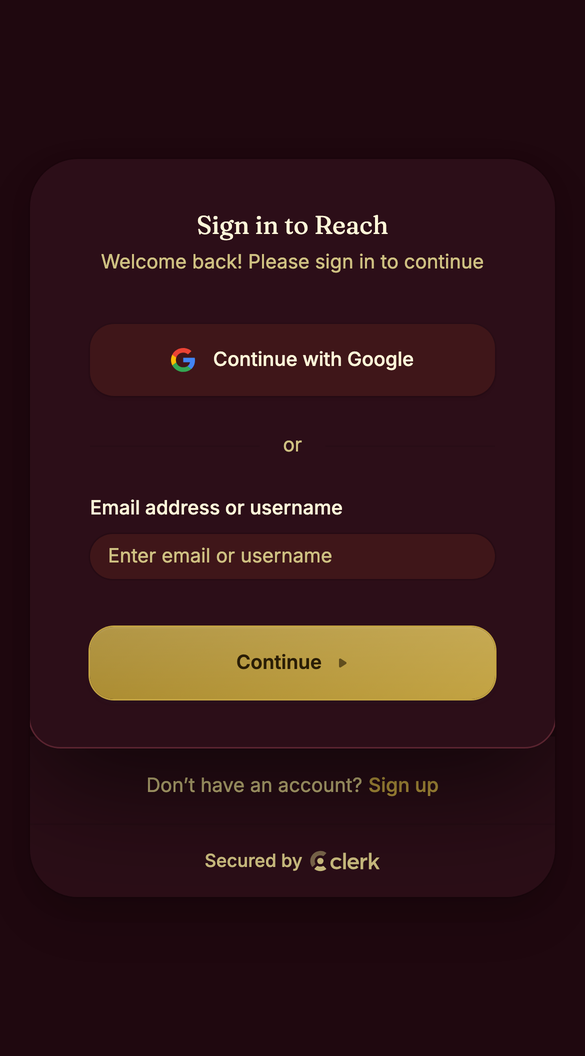 Sign in to Reach
Welcome back! Please sign in to continue
Continue with Google
or
Email address or username
Enter email or username
Continue
Don’t have an account? Sign up
Secured by clerk